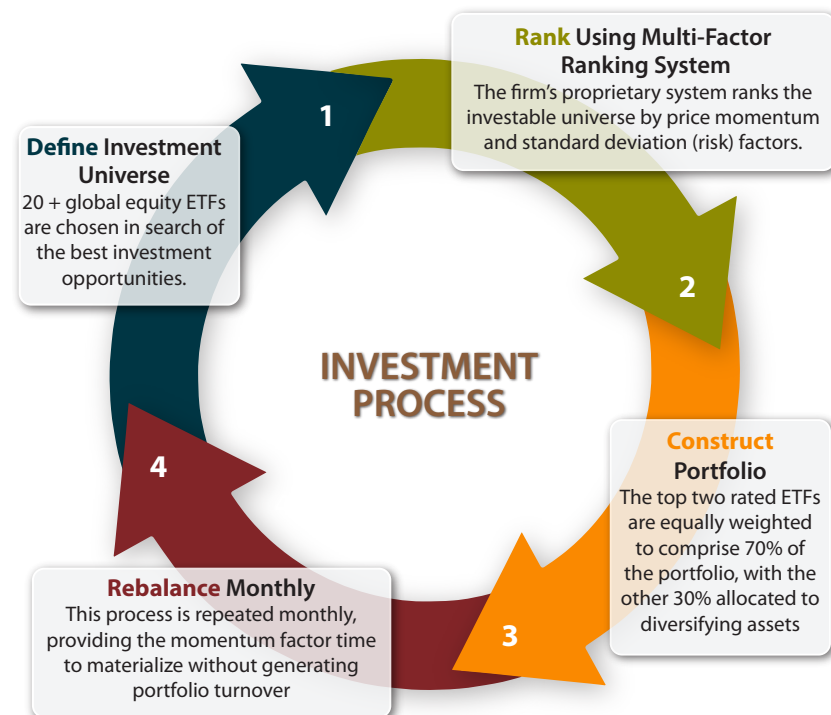 1
Define Investment
Universe
20 + global equity ETFs
are chosen in search of
the best investment
opportunities.
Rank Using Multi-Factor
Ranking System
The firm's proprietary system ranks the
investable universe by price momentum
and standard deviation (risk) factors.
2
INVESTMENT
PROCESS
Construct
Portfolio
The top two rated ETFs
are equally weighted
to comprise 70% of
the portfolio, with the
other 30% allocated to
diversifying assets
3
4
Rebalance Monthly
This process is repeated monthly,
providing the momentum factor time
to materialize without generating
portfolio turnover